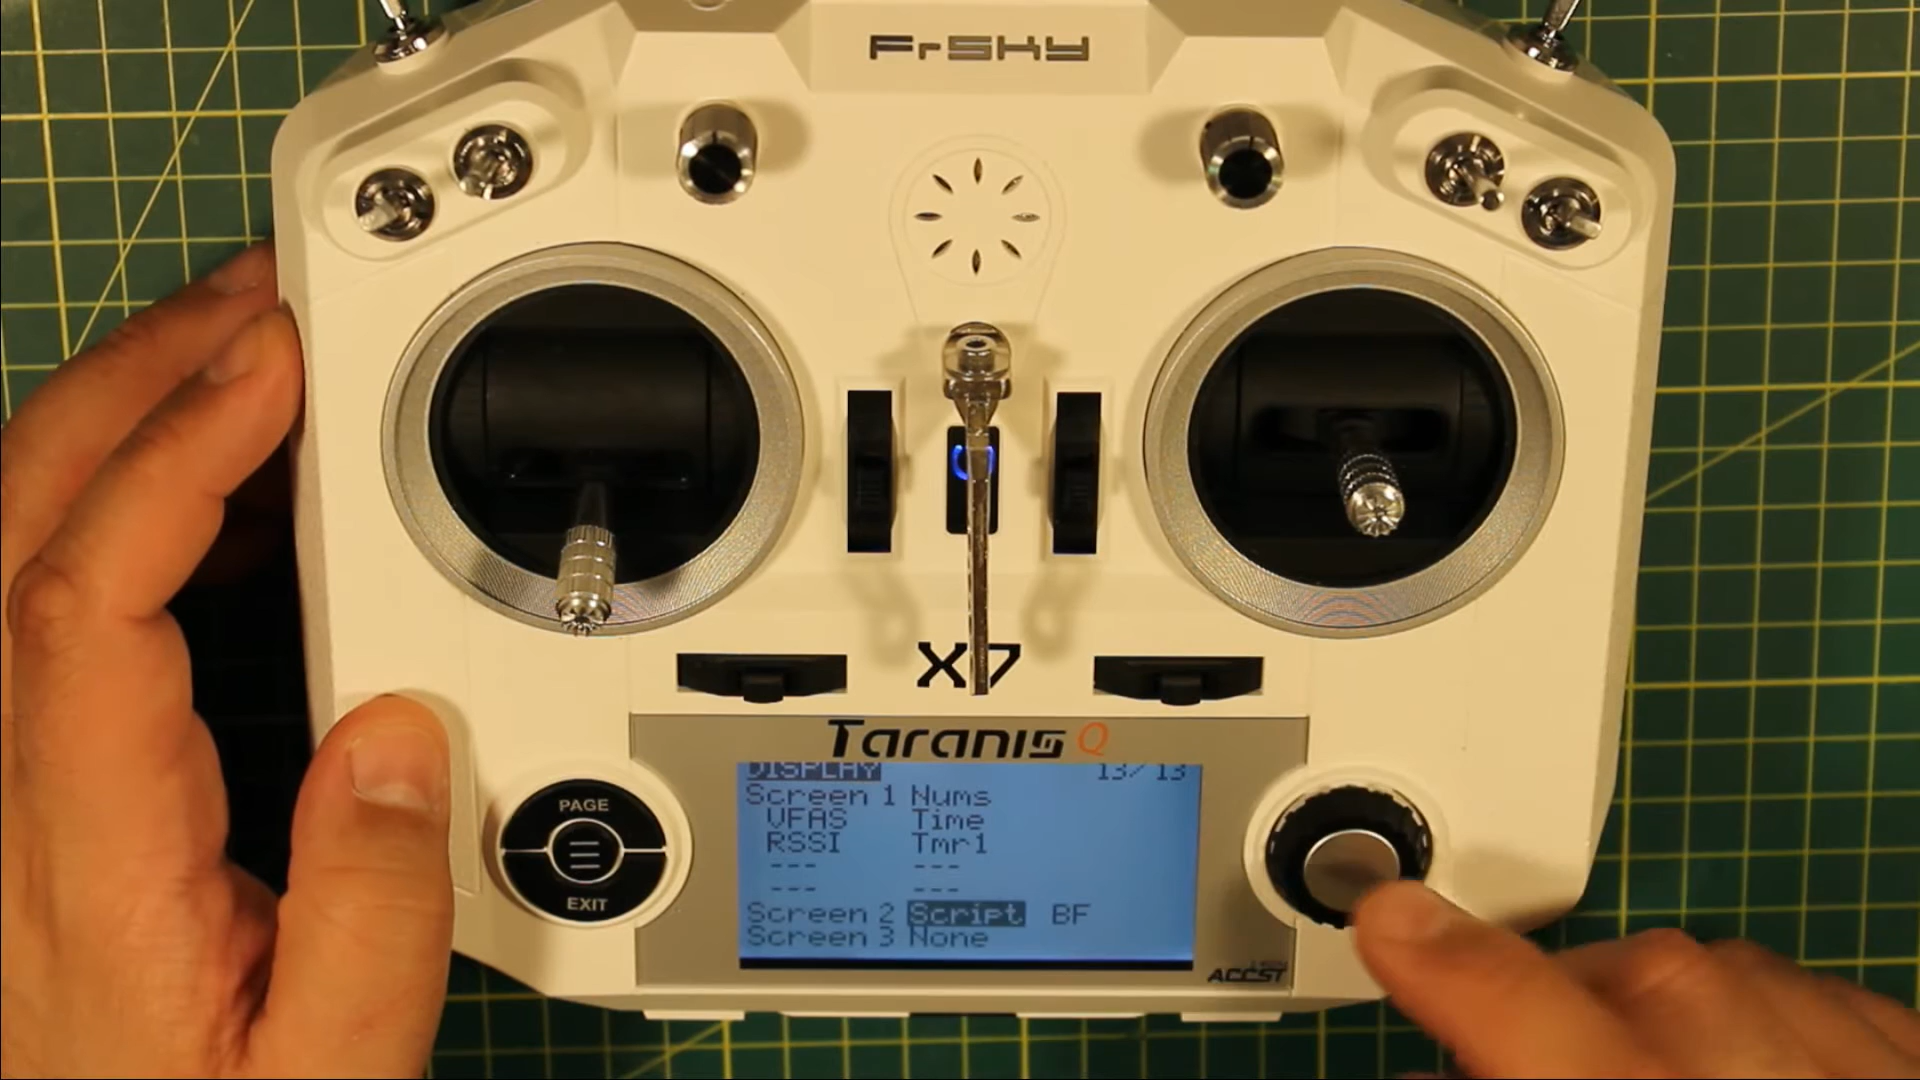 FrSKY
X7
Taranis Q
DISPLAY 13/13
Screen 1 Nums
VFAS Time
RSSI Tmr1
--- ---
--- ---
Screen 2 Script BF
Screen 3 None
PAGE
EXIT
ACCST